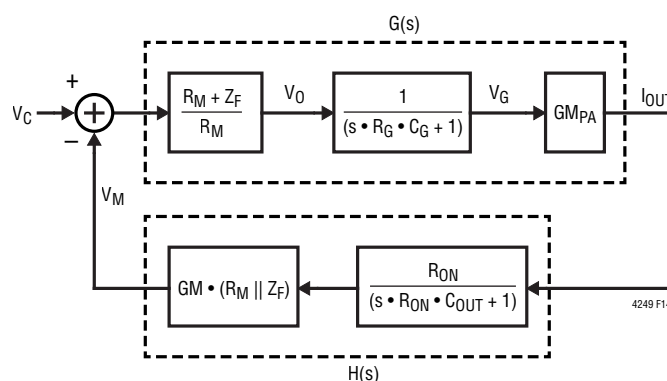 G(s)
+
V_C
+
−
R_M + Z_F
R_M
V_O
1
(s • R_G • C_G + 1)
V_G
GM_PA
I_OUT
V_M
GM • (R_M || Z_F)
R_ON
(s • R_ON • C_OUT + 1)
H(s)